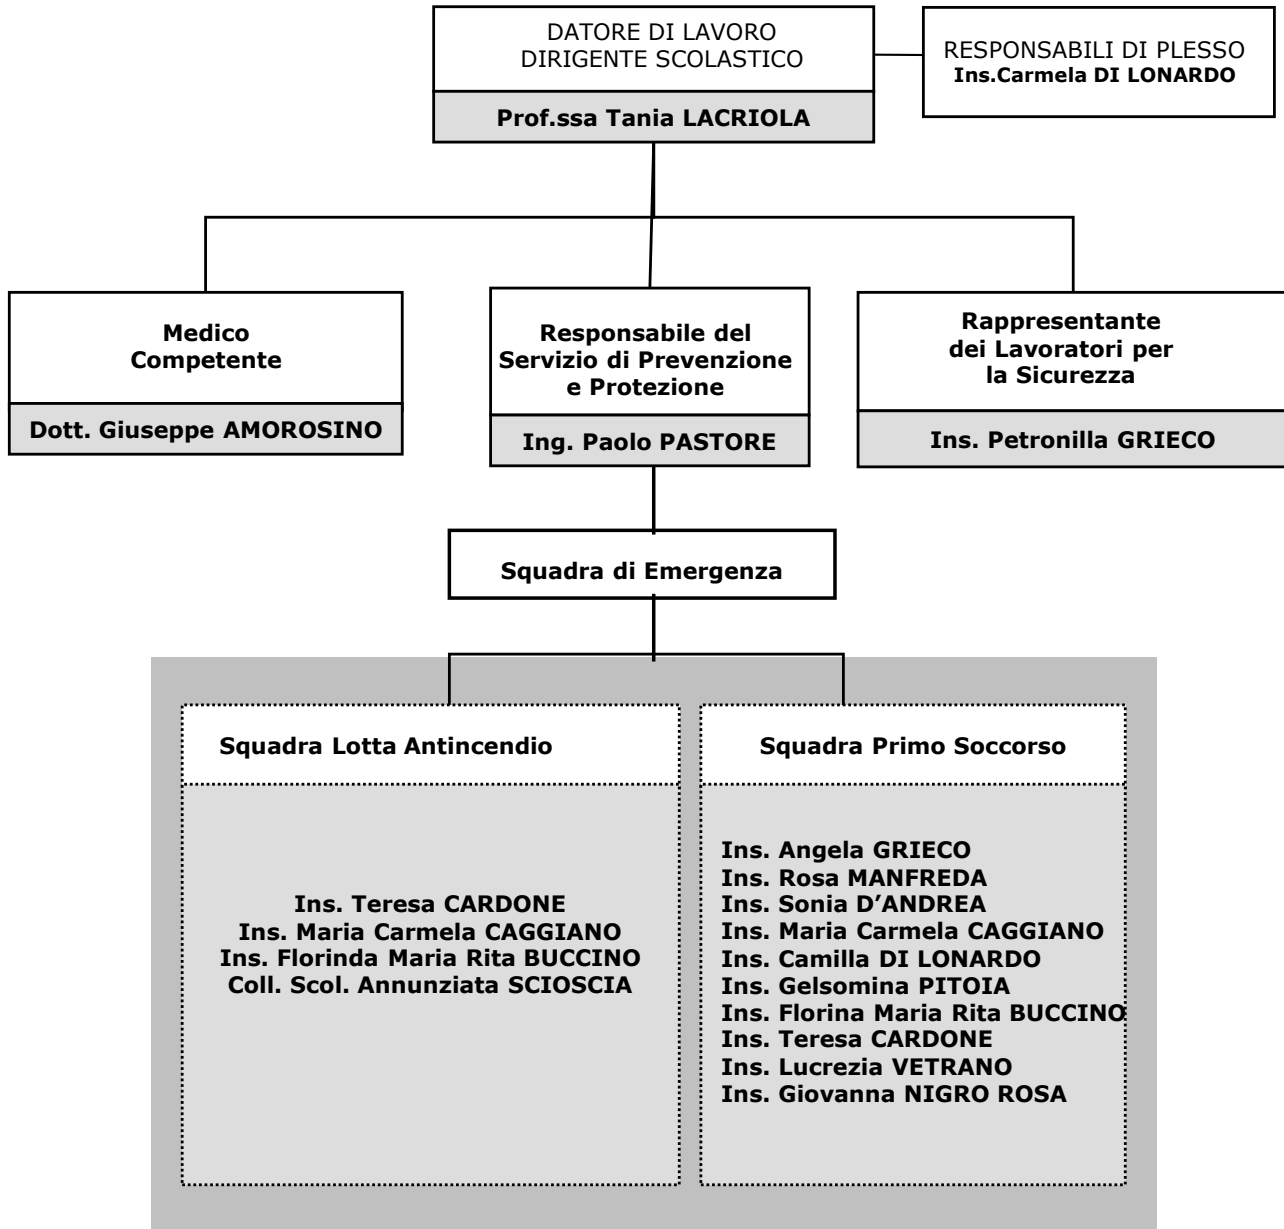 DATORE DI LAVORO
DIRIGENTE SCOLASTICO
Prof.ssa Tania LACRIOLA
RESPONSABILI DI PLESSO
Ins.Carmela DI LONARDO
Medico
Competente
Dott. Giuseppe AMOROSINO
Responsabile del
Servizio di Prevenzione
e Protezione
Ing. Paolo PASTORE
Rappresentante
dei Lavoratori per
la Sicurezza
Ins. Petronilla GRIECO
Squadra di Emergenza
Squadra Lotta Antincendio
Ins. Teresa CARDONE
Ins. Maria Carmela CAGGIANO
Ins. Florinda Maria Rita BUCCINO
Coll. Scol. Annunziata SCIOSCIA
Squadra Primo Soccorso
Ins. Angela GRIECO
Ins. Rosa MANFREDA
Ins. Sonia D’ANDREA
Ins. Maria Carmela CAGGIANO
Ins. Camilla DI LONARDO
Ins. Gelsomina PITOIA
Ins. Florina Maria Rita BUCCINO
Ins. Teresa CARDONE
Ins. Lucrezia VETRANO
Ins. Giovanna NIGRO ROSA